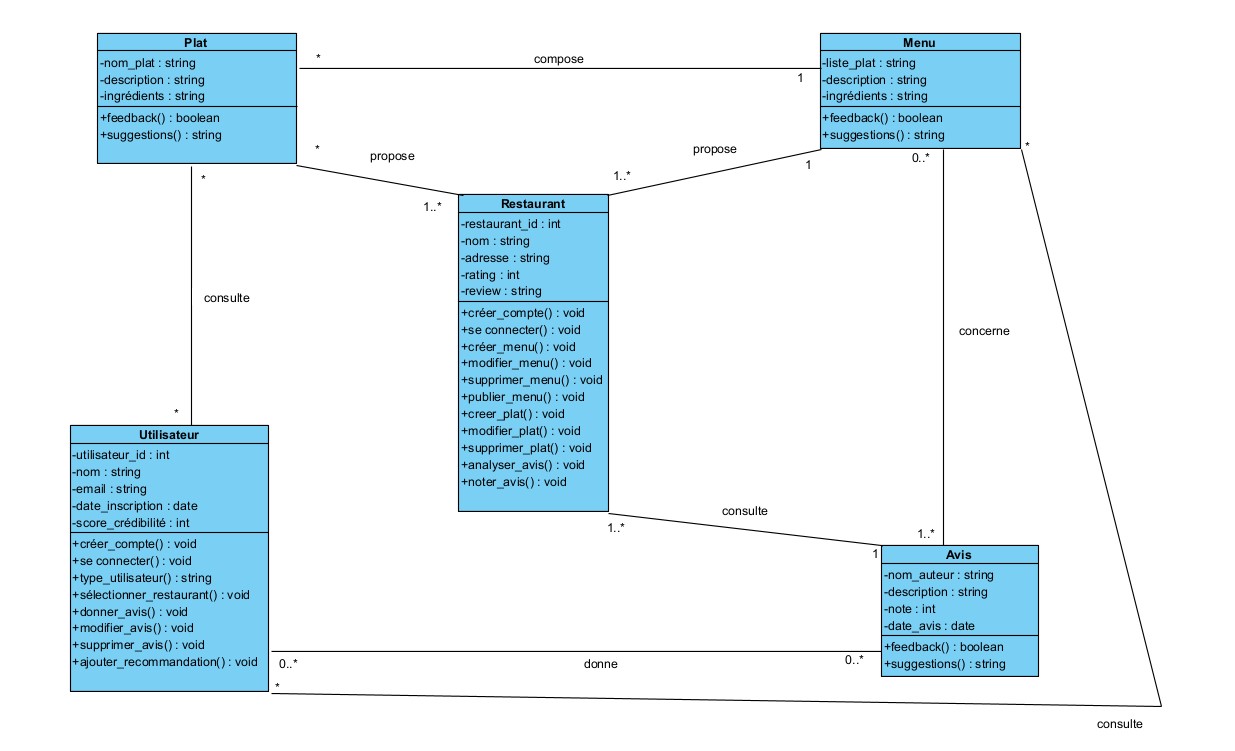 Plat
-nom_plat : string
-description : string
-ingrédients : string
+feedback() : boolean
+suggestions() : string
*
compose
1
Menu
-liste_plat : string
-description : string
-ingrédients : string
+feedback() : boolean
+suggestions() : string
*
propose
1..*
propose
1..*
1
0..*
*
*
consulte
*
Restaurant
-restaurant_id : int
-nom : string
-adresse : string
-rating : int
-review : string
+créer_compte() : void
+se connecter() : void
+créer_menu() : void
+modifier_menu() : void
+supprimer_menu() : void
+publier_menu() : void
+creer_plat() : void
+modifier_plat() : void
+supprimer_plat() : void
+analyser_avis() : void
+noter_avis() : void
concerne
Utilisateur
-utilisateur_id : int
-nom : string
-email : string
-date_inscription : date
-score_crédibilité : int
+créer_compte() : void
+se connecter() : void
+type_utilisateur() : string
+sélectionner_restaurant() : void
+donner_avis() : void
+modifier_avis() : void
+supprimer_avis() : void
+ajouter_recommandation() : void
1..*
consulte
1
1..*
Avis
-nom_auteur : string
-description : string
-note : int
-date_avis : date
+feedback() : boolean
+suggestions() : string
0..*
donne
0..*
*
consulte